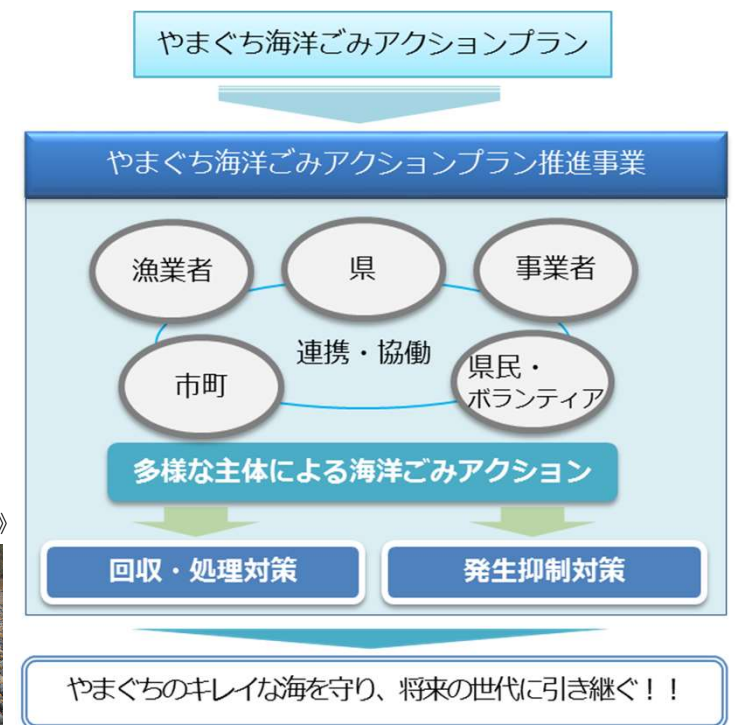 やまぐち海洋ごみアクションプラン
やまぐち海洋ごみアクションプラン推進事業
漁業者
県
事業者
連携・協働
市町
県民・
ボランティア
多様な主体による海洋ごみアクション
》
回収・処理対策
発生抑制対策
やまぐちのキレイな海を守り、将来の世代に引き継ぐ！！